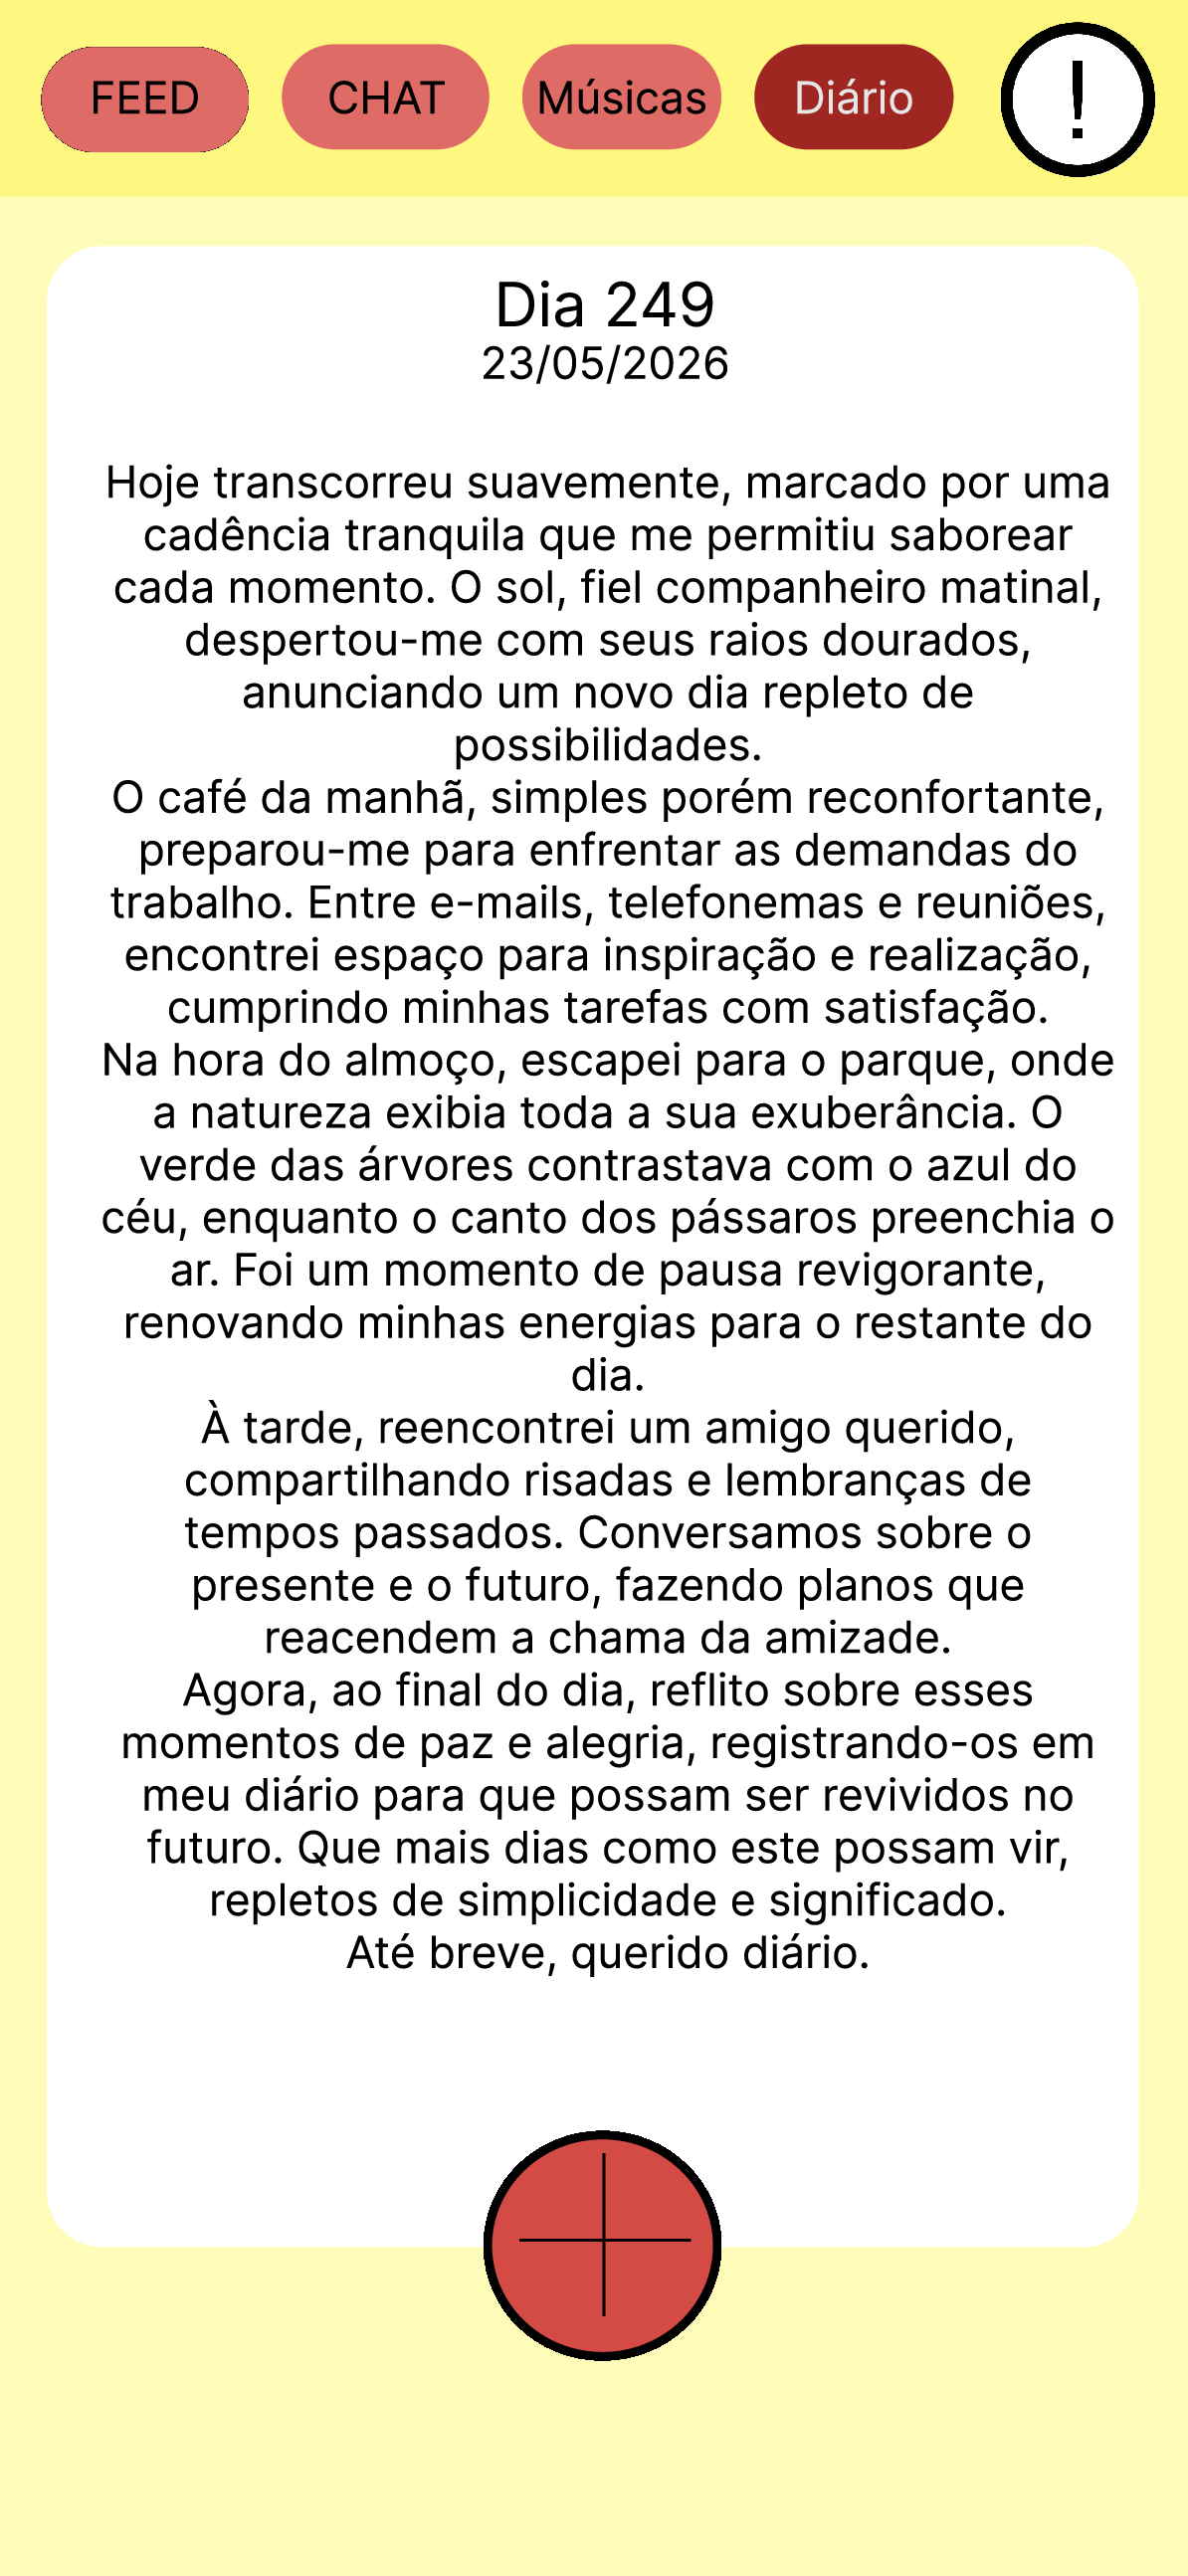 FEED CHAT Músicas Diário !
Dia 249
23/05/2026
Hoje transcorreu suavemente, marcado por uma
cadência tranquila que me permitiu saborear
cada momento. O sol, fiel companheiro matinal,
despertou-me com seus raios dourados,
anunciando um novo dia repleto de
possibilidades.
O café da manhã, simples porém reconfortante,
preparou-me para enfrentar as demandas do
trabalho. Entre e-mails, telefonemas e reuniões,
encontrei espaço para inspiração e realização,
cumprindo minhas tarefas com satisfação.
Na hora do almoço, escapei para o parque, onde
a natureza exibia toda a sua exuberância. O
verde das árvores contrastava com o azul do
céu, enquanto o canto dos pássaros preenchia o
ar. Foi um momento de pausa revigorante,
renovando minhas energias para o restante do
dia.
À tarde, reencontrei um amigo querido,
compartilhando risadas e lembranças de
tempos passados. Conversamos sobre o
presente e o futuro, fazendo planos que
reacendem a chama da amizade.
Agora, ao final do dia, reflito sobre esses
momentos de paz e alegria, registrando-os em
meu diário para que possam ser revividos no
futuro. Que mais dias como este possam vir,
repletos de simplicidade e significado.
Até breve, querido diário.